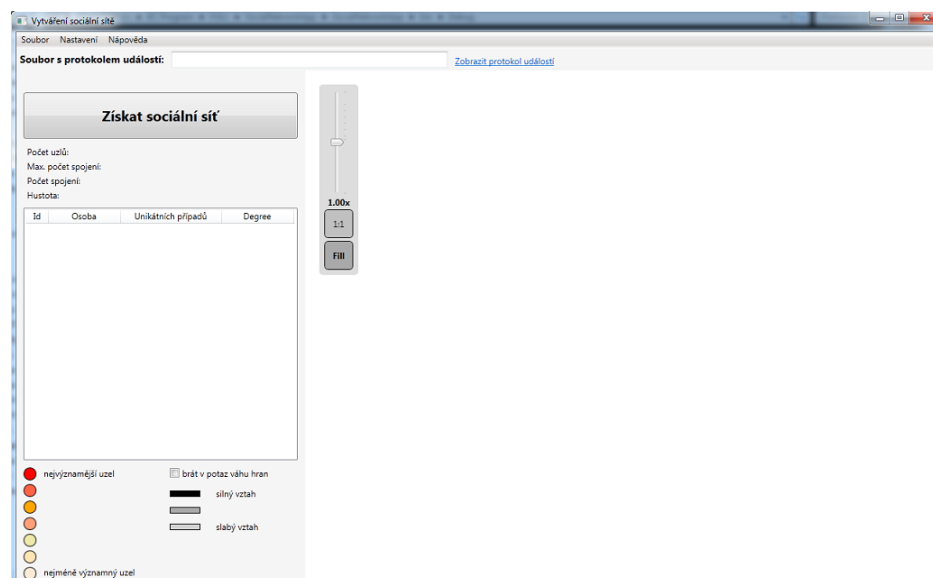 Vytváření sociální sítě
Soubor Nastavení Nápověda
Soubor s protokolem událostí:
Zobrazit protokol událostí
Získat sociální síť
Počet uzlů:
Max. počet spojení:
Počet spojení:
Hustota:
1.00x
Id Osoba Unikátních případů Degree
1:1
Fill
nejvýznamější uzel
brát v potaz váhu hran
silný vztah
slabý vztah
nejméně významný uzel